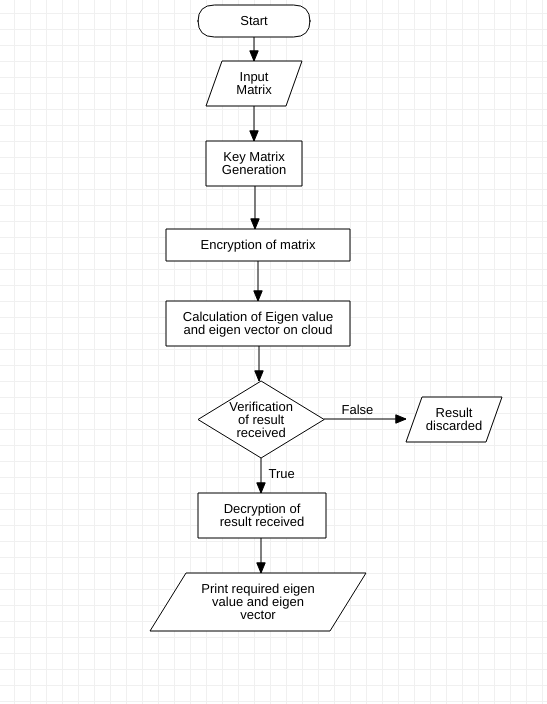 Start
Input
Matrix
Key Matrix
Generation
Encryption of matrix
Calculation of Eigen value
and eigen vector on cloud
Verification
of result
received
False
Result
discarded
True
Decryption of
result received
Print required eigen
value and eigen
vector